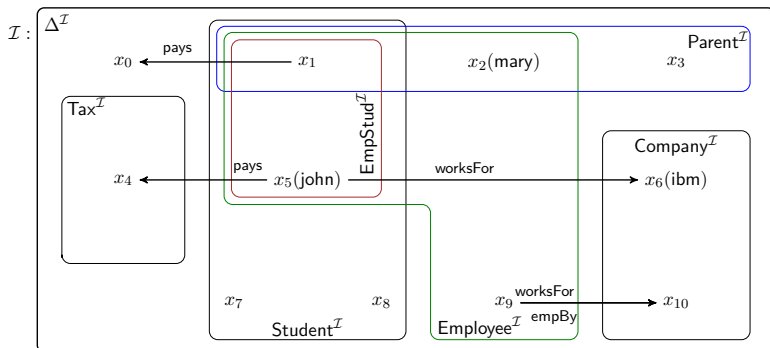 𝓘 : Δ^𝓘
pays
Parent^𝓘
x₀ x₁ x₂(mary) x₃
Tax^𝓘
EmpStud^𝓘
Company^𝓘
pays
worksFor
x₄ x₅(john) x₆(ibm)
worksFor
x₇ x₈ x₉ x₁₀
empBy
Student^𝓘 Employee^𝓘